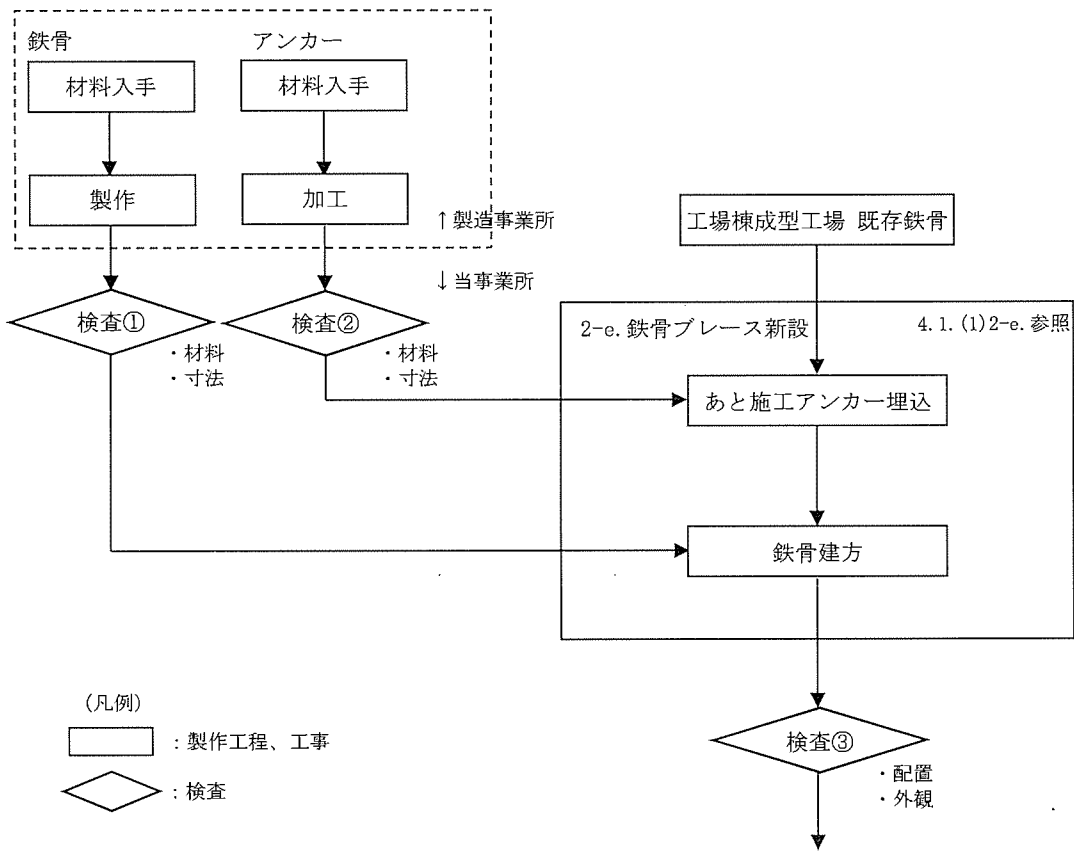 鉄骨
アンカー
材料入手
材料入手
製作
加工
↑製造事業所
↓当事業所
検査①
・材料
・寸法
検査②
・材料
・寸法
工場棟成型工場 既存鉄骨
2-e.鉄骨ブレース新設
4.1.(1)2-e.参照
あと施工アンカー埋込
鉄骨建方
検査③
・配置
・外観
(凡例)
：製作工程、工事
：検査